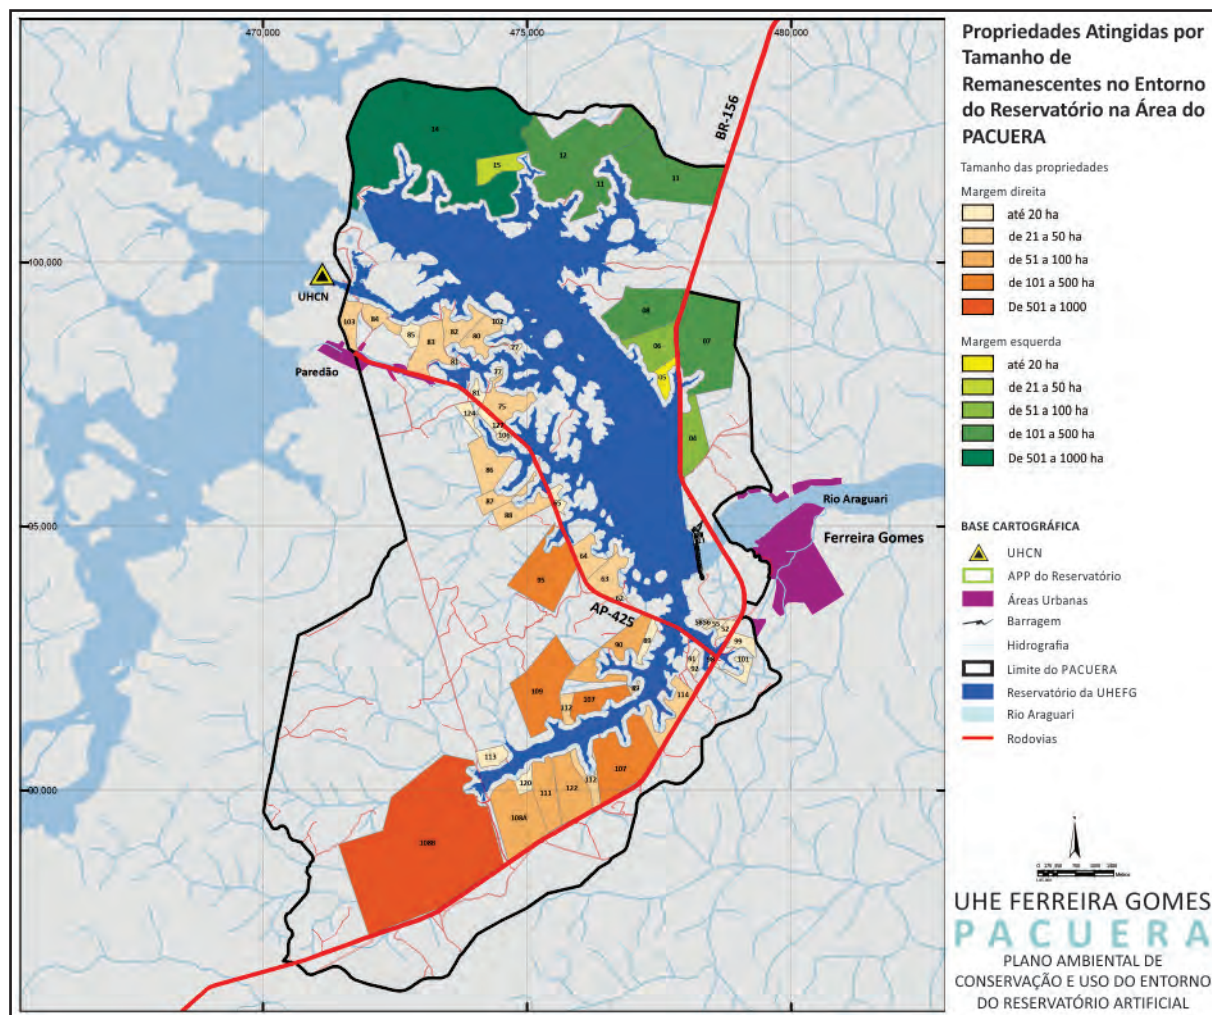 470,000
475,000
480,000
100,000
95,000
90,000
BR-156
AP-425
UHCN
Paredão
Rio Araguari
Ferreira Gomes
12
11
11
15
08
07
06
05
103
84
85
83
82
80
102
77
81
77
81
75
124
86
87
88
95
64
63
62
90
89
52
99
101
91
92
114
109
107
112
113
120
111
122
112
107
108A
108B
Propriedades Atingidas por
Tamanho de
Remanescentes no Entorno
do Reservatório na Área do
PACUERA
Tamanho das propriedades
Margem direita
até 20 ha
de 21 a 50 ha
de 51 a 100 ha
de 101 a 500 ha
De 501 a 1000
Margem esquerda
até 20 ha
de 21 a 50 ha
de 51 a 100 ha
de 101 a 500 ha
De 501 a 1000 ha
BASE CARTOGRÁFICA
UHCN
APP do Reservatório
Áreas Urbanas
Barragem
Hidrografia
Limite do PACUERA
Reservatório da UHEFG
Rio Araguari
Rodovias
UHE FERREIRA GOMES
PACUERA
PLANO AMBIENTAL DE
CONSERVAÇÃO E USO DO ENTORNO
DO RESERVATÓRIO ARTIFICIAL